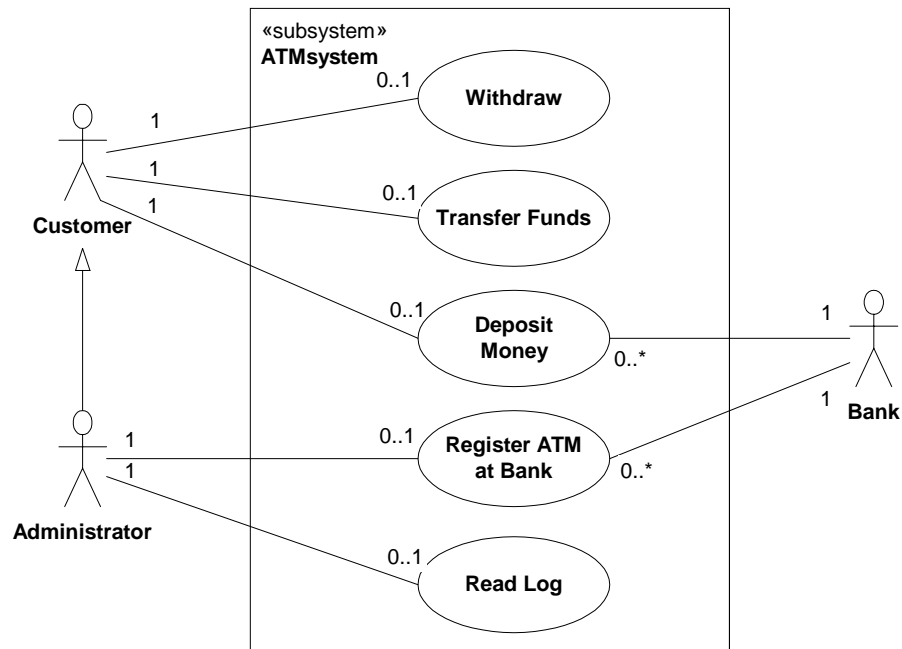 «subsystem»
ATMsystem
0..1
Withdraw
1
1
0..1
Transfer Funds
1
Customer
0..1
Deposit
Money
1
0..*
1
Bank
1
0..1
Register ATM
at Bank
0..*
1
Administrator
0..1
Read Log